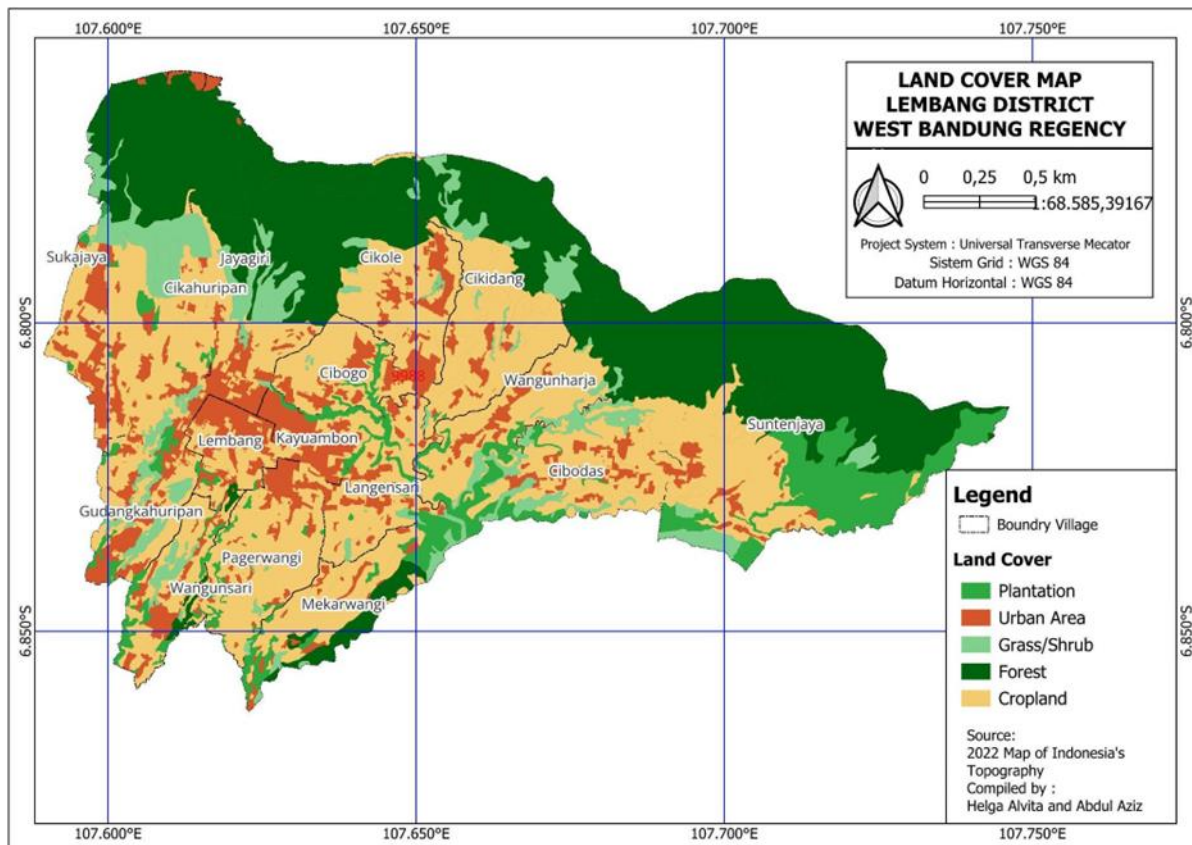 107.600°E
107.650°E
107.700°E
107.750°E
LAND COVER MAP
LEMBANG DISTRICT
WEST BANDUNG REGENCY
0 0,25 0,5 km
1:68.585,39167
Project System : Universal Transverse Mecator
Sistem Grid : WGS 84
Datum Horizontal : WGS 84
Sukajaya
Jayagiri
Cikole
Cikidang
Cikahuripan
6.800°S
6.800°S
Cibogo
9988
Wangunharja
Suntenjaya
Lembang
Kayuambon
Cibodas
Langensari
Gudangkahuripan
Pagerwangi
Wangunsari
Mekarwangi
6.850°S
6.850°S
Legend
Boundry Village
Land Cover
Plantation
Urban Area
Grass/Shrub
Forest
Cropland
Source:
2022 Map of Indonesia's
Topography
Compiled by :
Helga Alvita and Abdul Aziz
107.600°E
107.650°E
107.700°E
107.750°E